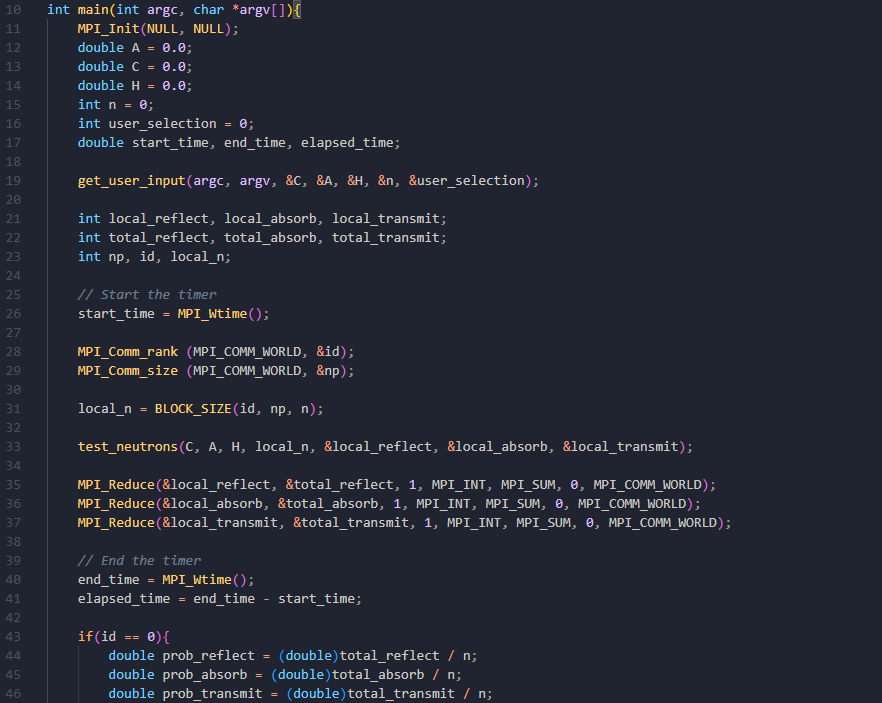 10 int main(int argc, char *argv[]){
11 MPI_Init(NULL, NULL);
12 double A = 0.0;
13 double C = 0.0;
14 double H = 0.0;
15 int n = 0;
16 int user_selection = 0;
17 double start_time, end_time, elapsed_time;
18
19 get_user_input(argc, argv, &C, &A, &H, &n, &user_selection);
20
21 int local_reflect, local_absorb, local_transmit;
22 int total_reflect, total_absorb, total_transmit;
23 int np, id, local_n;
24
25 // Start the timer
26 start_time = MPI_Wtime();
27
28 MPI_Comm_rank (MPI_COMM_WORLD, &id);
29 MPI_Comm_size (MPI_COMM_WORLD, &np);
30
31 local_n = BLOCK_SIZE(id, np, n);
32
33 test_neutrons(C, A, H, local_n, &local_reflect, &local_absorb, &local_transmit);
34
35 MPI_Reduce(&local_reflect, &total_reflect, 1, MPI_INT, MPI_SUM, 0, MPI_COMM_WORLD);
36 MPI_Reduce(&local_absorb, &total_absorb, 1, MPI_INT, MPI_SUM, 0, MPI_COMM_WORLD);
37 MPI_Reduce(&local_transmit, &total_transmit, 1, MPI_INT, MPI_SUM, 0, MPI_COMM_WORLD);
38
39 // End the timer
40 end_time = MPI_Wtime();
41 elapsed_time = end_time - start_time;
42
43 if(id == 0){
44 double prob_reflect = (double)total_reflect / n;
45 double prob_absorb = (double)total_absorb / n;
46 double prob_transmit = (double)total_transmit / n;